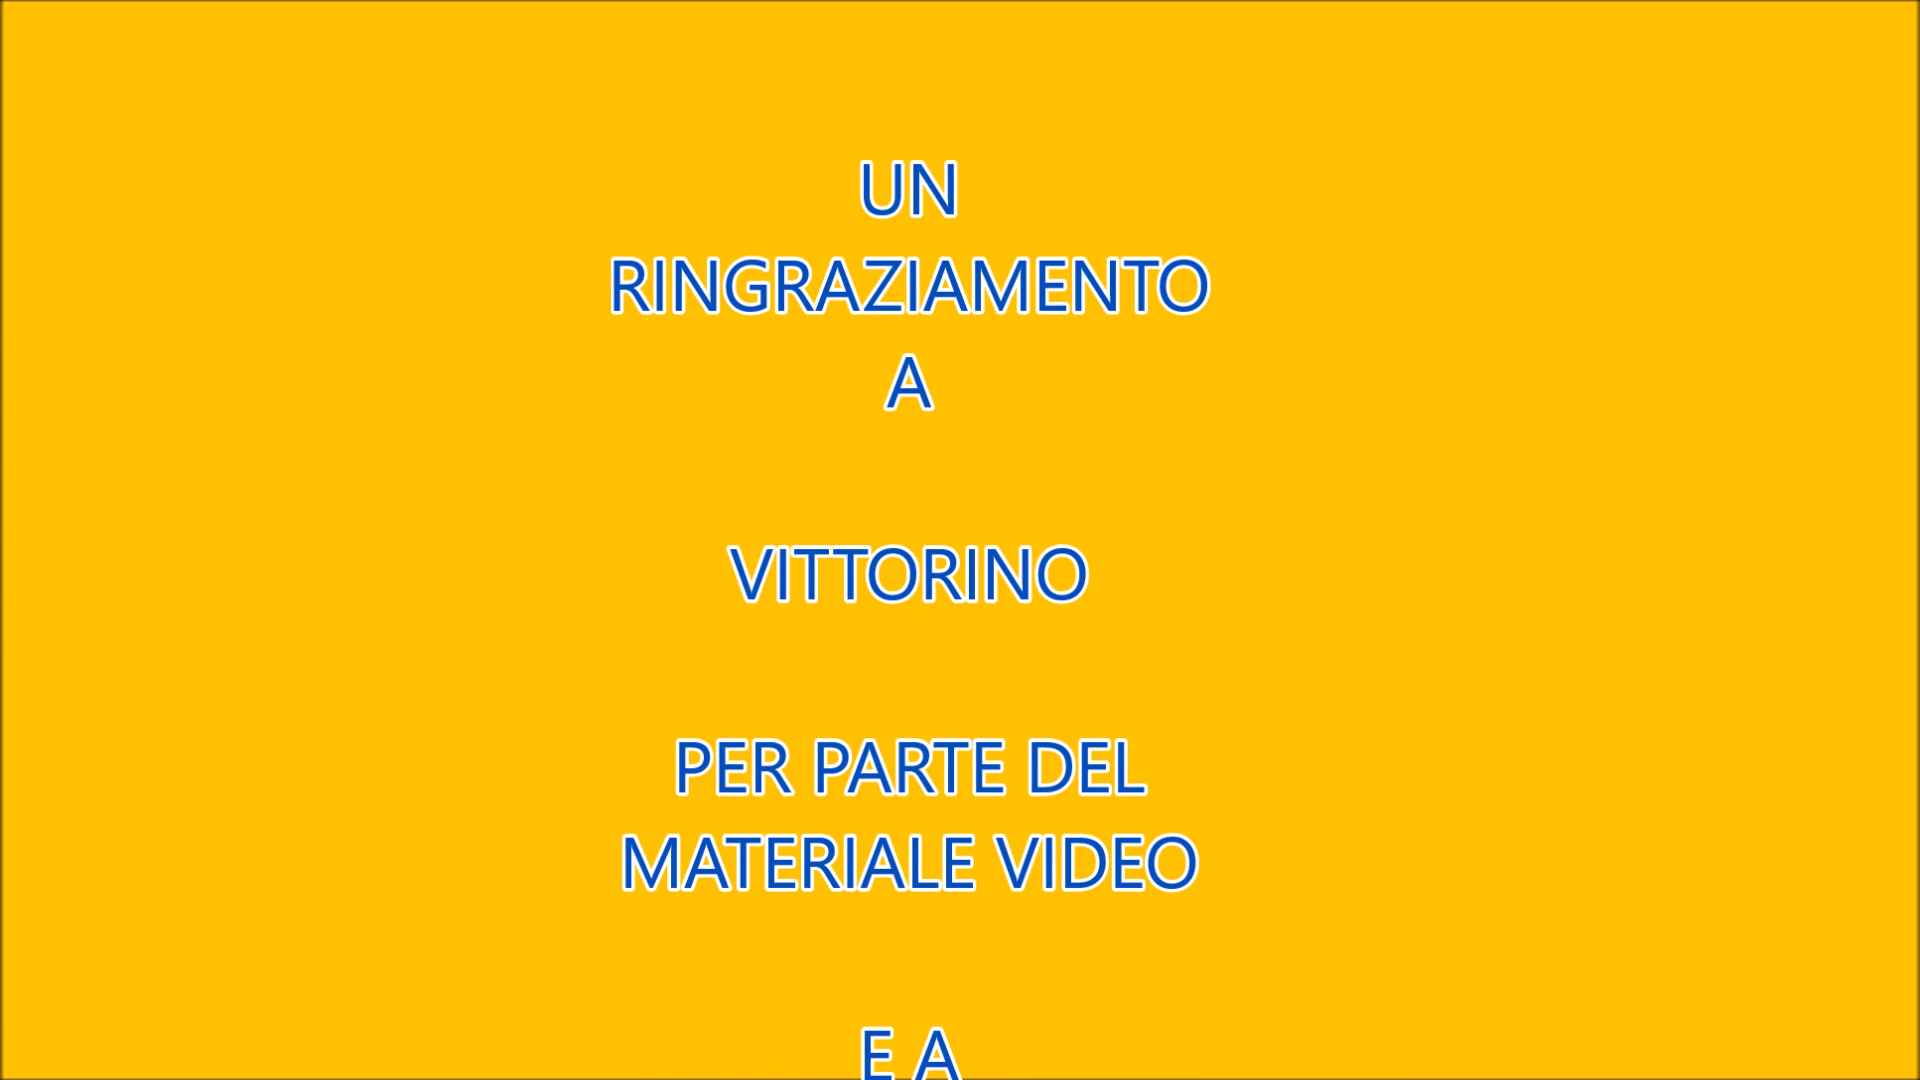 UN
RINGRAZIAMENTO
A
VITTORINO
PER PARTE DEL
MATERIALE VIDEO
E A